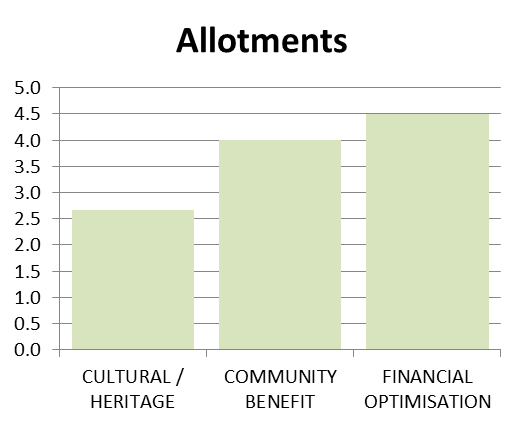 Allotments
5.0
4.5
4.0
3.5
3.0
2.5
2.0
1.5
1.0
0.5
0.0
CULTURAL /
HERITAGE
COMMUNITY
BENEFIT
FINANCIAL
OPTIMISATION